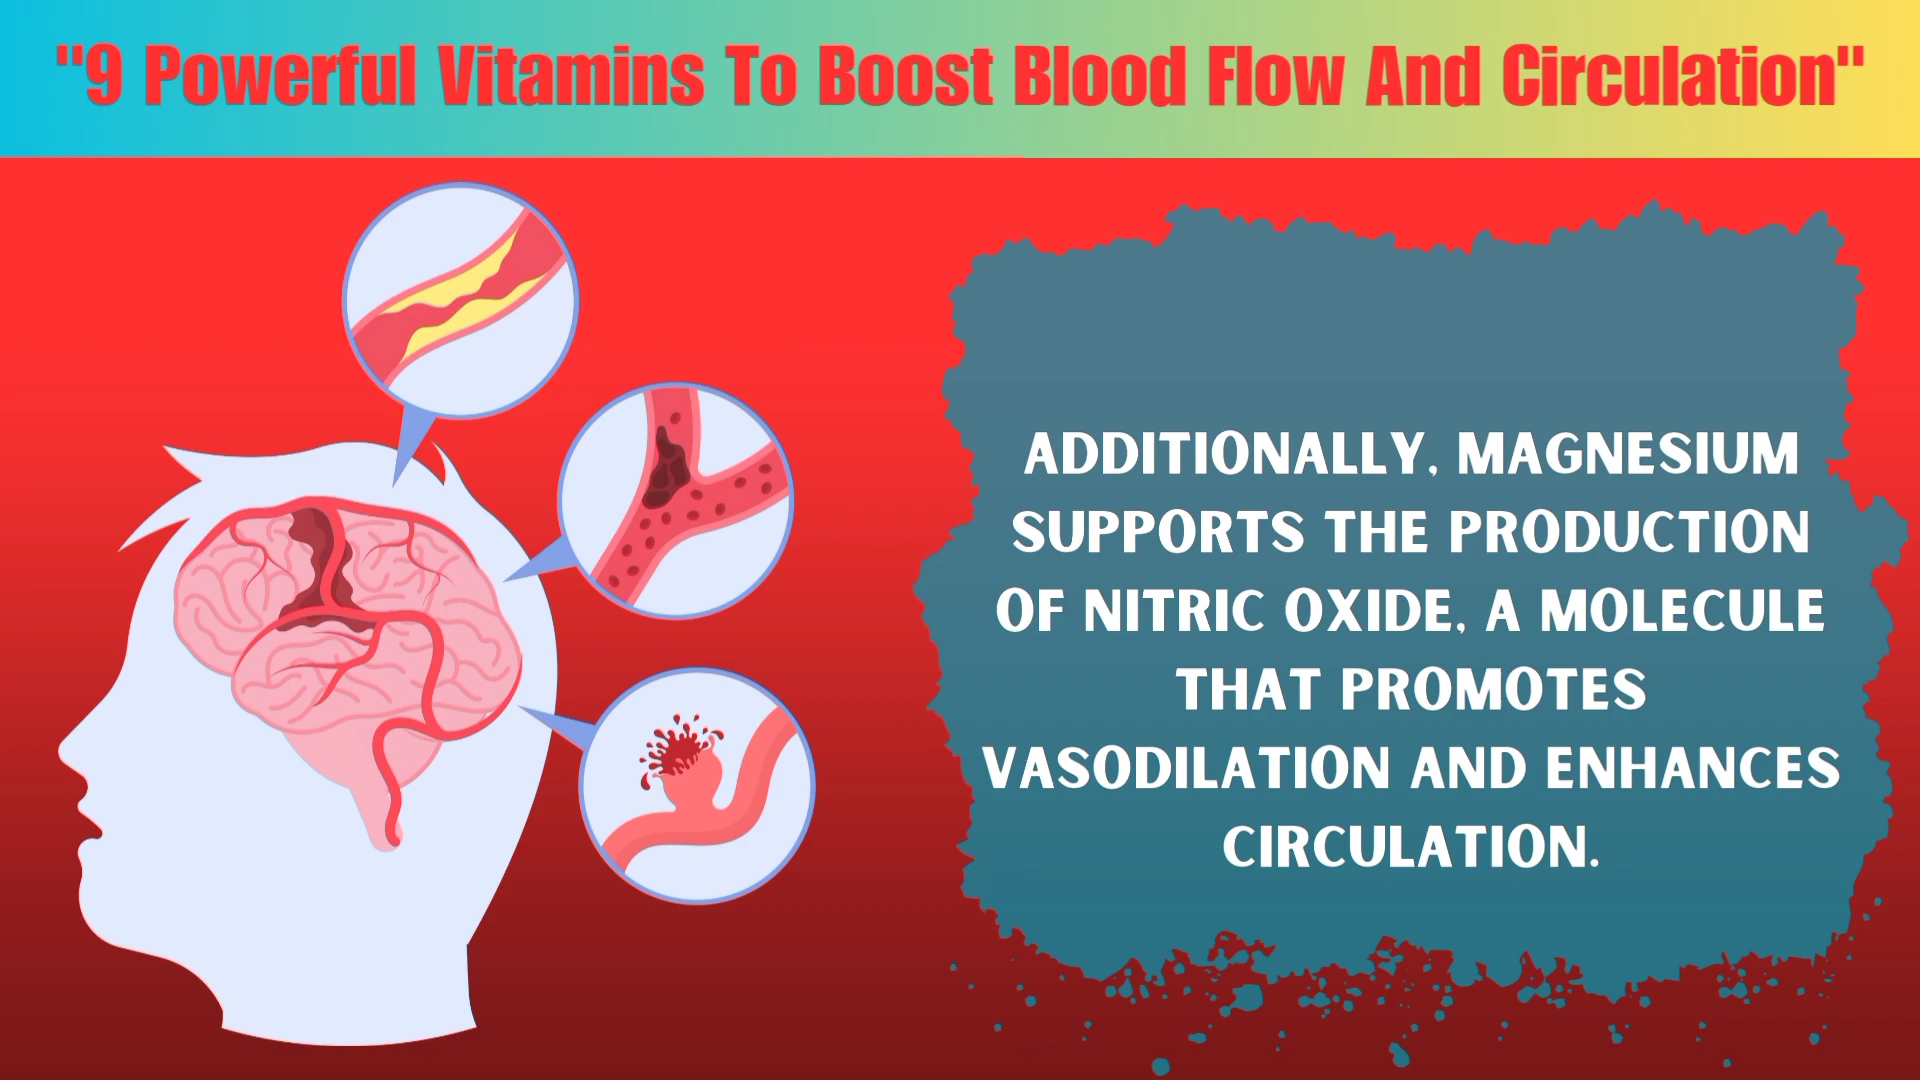 "9 Powerful Vitamins To Boost Blood Flow And Circulation"
ADDITIONALLY, MAGNESIUM
SUPPORTS THE PRODUCTION
OF NITRIC OXIDE, A MOLECULE
THAT PROMOTES
VASODILATION AND ENHANCES
CIRCULATION.